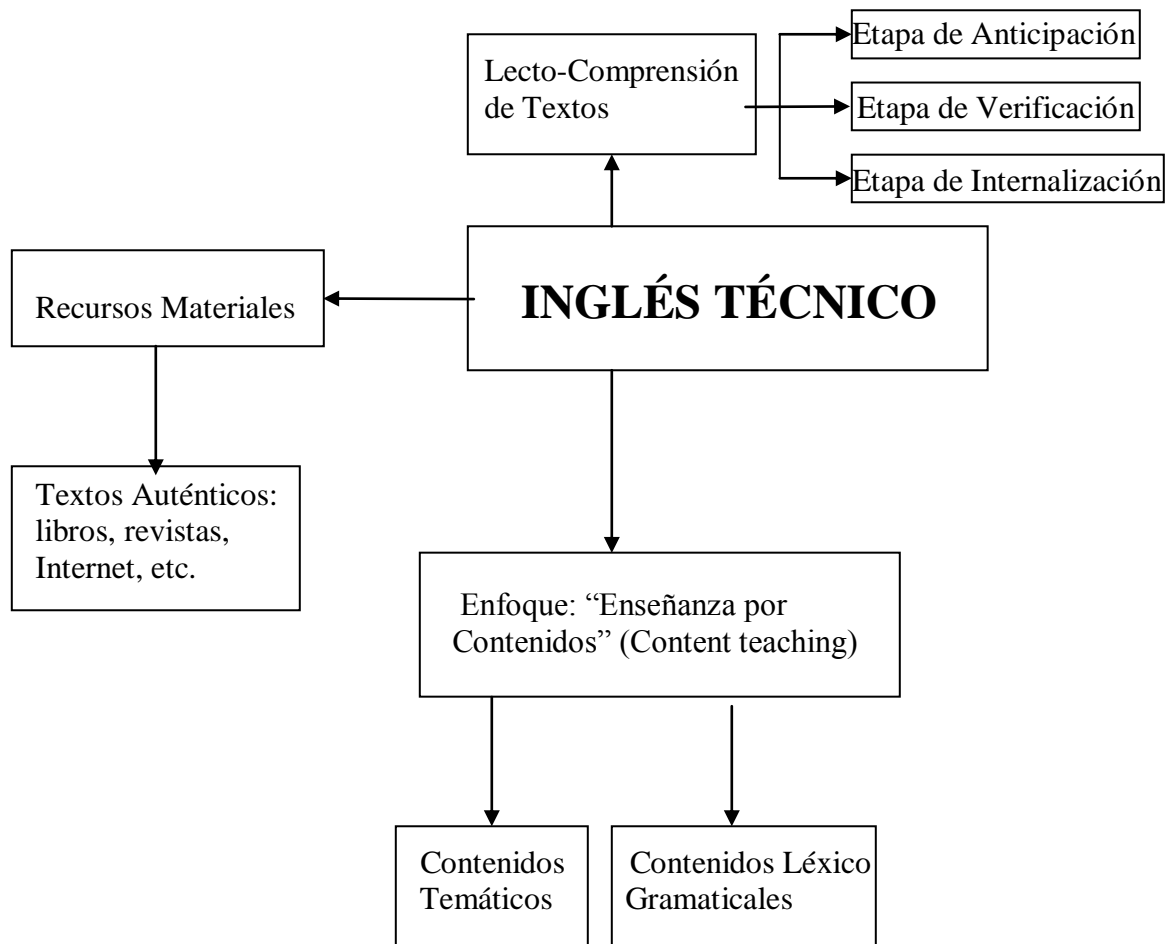 Lecto-Comprensión
de Textos
Etapa de Anticipación
Etapa de Verificación
Etapa de Internalización
INGLÉS TÉCNICO
Recursos Materiales
Textos Auténticos:
libros, revistas,
Internet, etc.
Enfoque: “Enseñanza por
Contenidos” (Content teaching)
Contenidos
Temáticos
Contenidos Léxico
Gramaticales